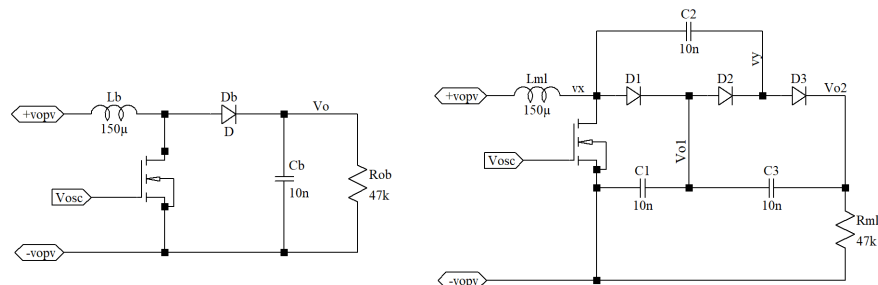 Lb
150µ
+vopv
Db
D
Vo
Cb
10n
Rob
47k
Vosc
-vopv
C2
10n
vy
Lml
150µ
+vopv
vx
D1
D2
D3
Vo2
Vo1
Vosc
C1
10n
C3
10n
Rml
47k
-vopv